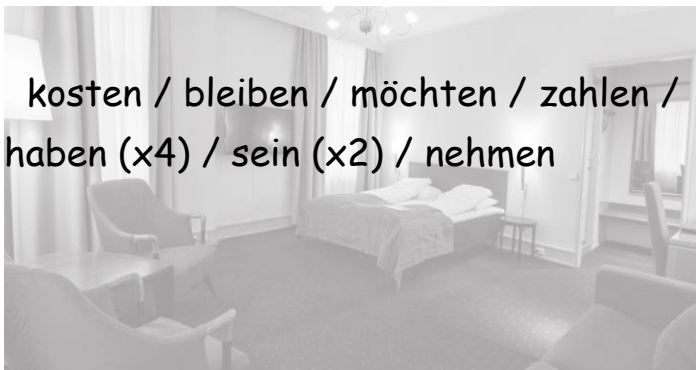 kosten / bleiben / möchten / zahlen /
haben (x4) / sein (x2) / nehmen